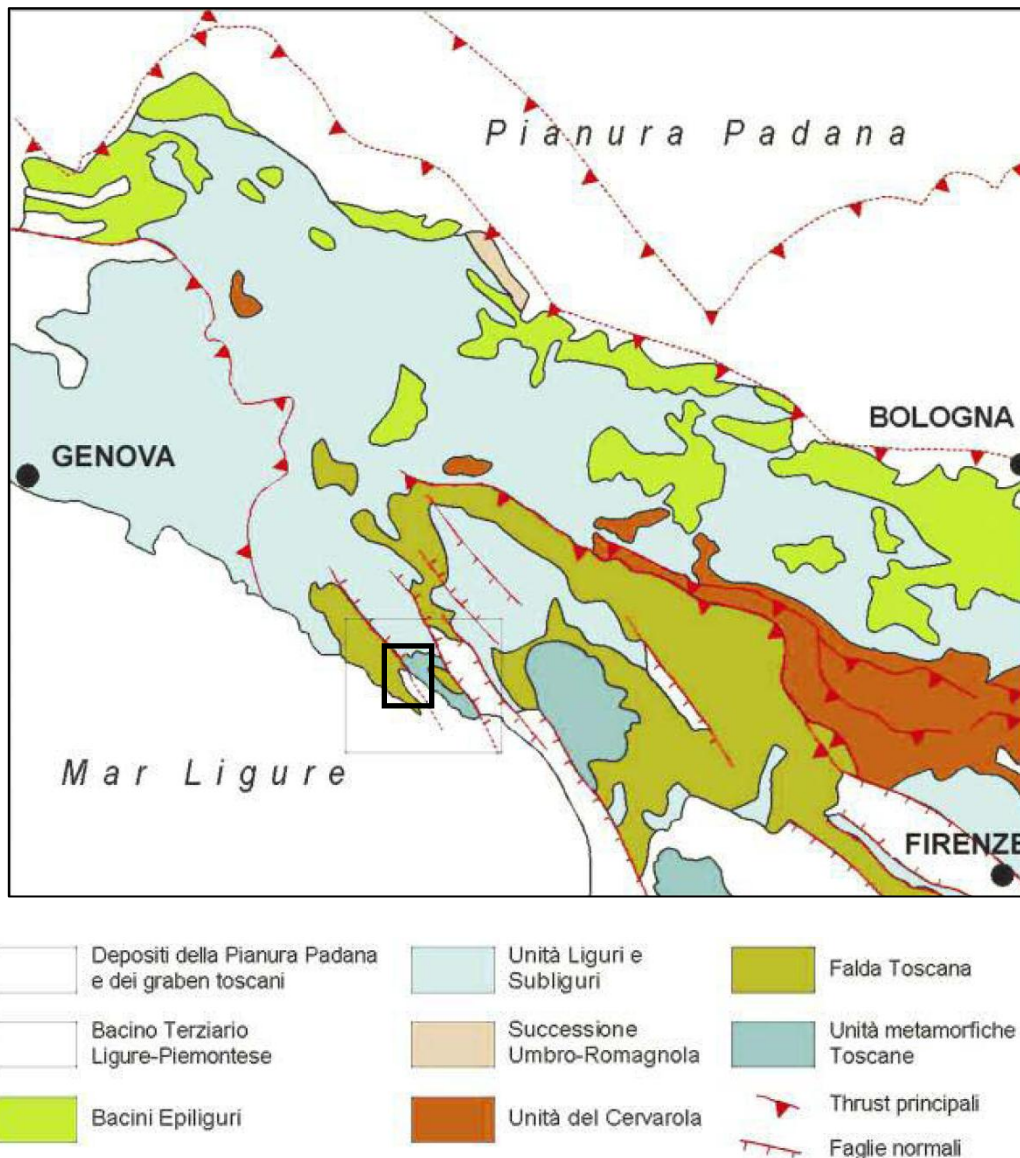 Pianura Padana
BOLOGNA
GENOVA
Mar Ligure
FIRENZE
Depositi della Pianura Padana
e dei graben toscani
Bacino Terziario
Ligure-Piemontese
Bacini Epiliguri
Unità Liguri e
Subliguri
Successione
Umbro-Romagnola
Unità del Cervarola
Falda Toscana
Unità metamorfiche
Toscane
Thrust principali
Faglie normali